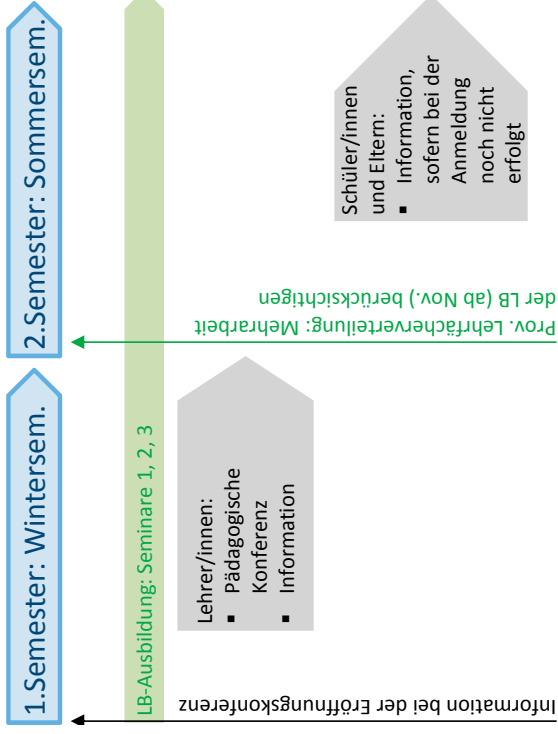 1.Semester: Wintersem.
2.Semester: Sommersem.
LB-Ausbildung: Seminare 1, 2, 3
Lehrer/innen:
▪ Pädagogische
Konferenz
▪ Information
Schüler/innen
und Eltern:
▪ Information,
sofern bei der
Anmeldung
noch nicht
erfolgt
Information bei der Eröffnungskonferenz
Prov. Lehrfächerverteilung: Mehrarbeit
der LB (ab Nov.) berücksichtigen